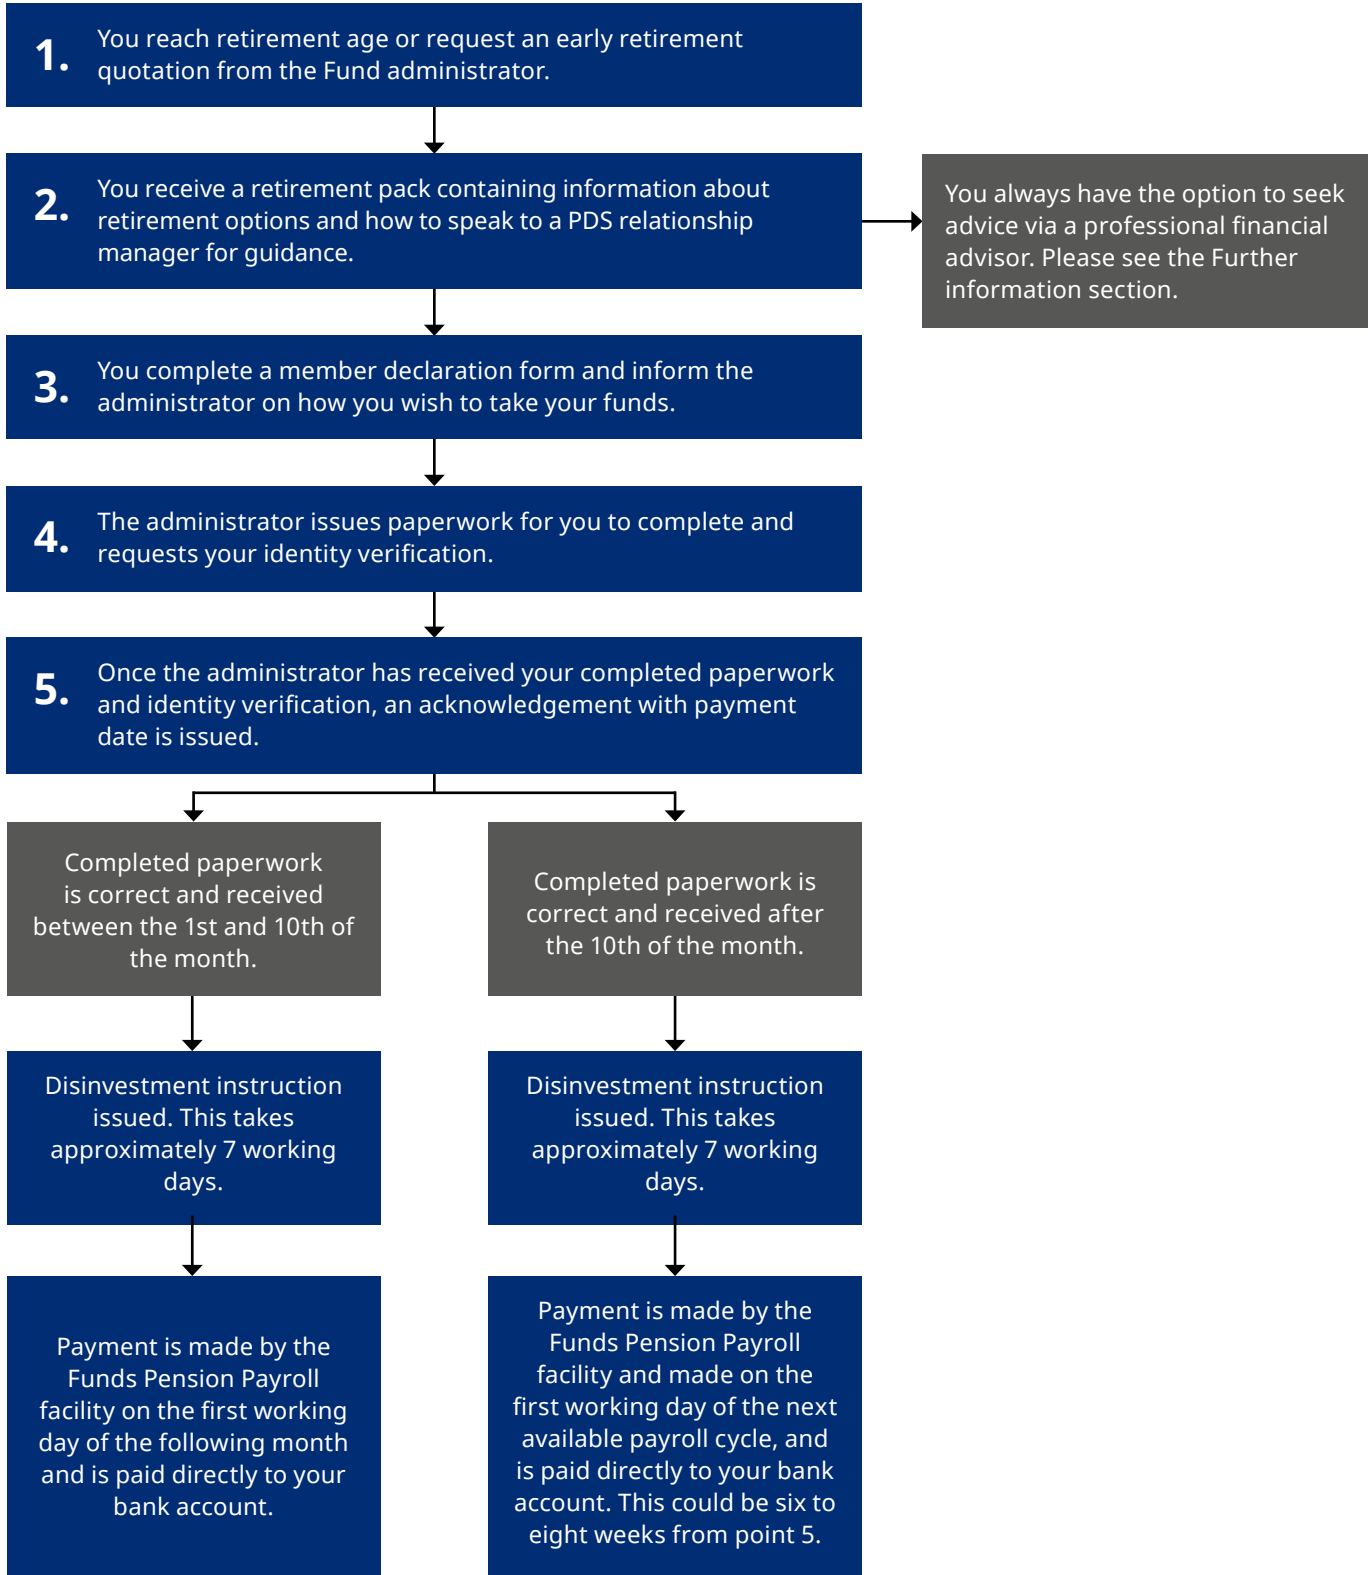 1.
You reach retirement age or request an early retirement
quotation from the Fund administrator.
2.
You receive a retirement pack containing information about
retirement options and how to speak to a PDS relationship
manager for guidance.
You always have the option to seek
advice via a professional financial
advisor. Please see the Further
information section.
3.
You complete a member declaration form and inform the
administrator on how you wish to take your funds.
4.
The administrator issues paperwork for you to complete and
requests your identity verification.
5.
Once the administrator has received your completed paperwork
and identity verification, an acknowledgement with payment
date is issued.
Completed paperwork
is correct and received
between the 1st and 10th of
the month.
Completed paperwork is
correct and received after
the 10th of the month.
Disinvestment instruction
issued. This takes
approximately 7 working
days.
Disinvestment instruction
issued. This takes
approximately 7 working
days.
Payment is made by the
Funds Pension Payroll
facility on the first working
day of the following month
and is paid directly to your
bank account.
Payment is made by the
Funds Pension Payroll
facility and made on the
first working day of the next
available payroll cycle, and
is paid directly to your bank
account. This could be six to
eight weeks from point 5.